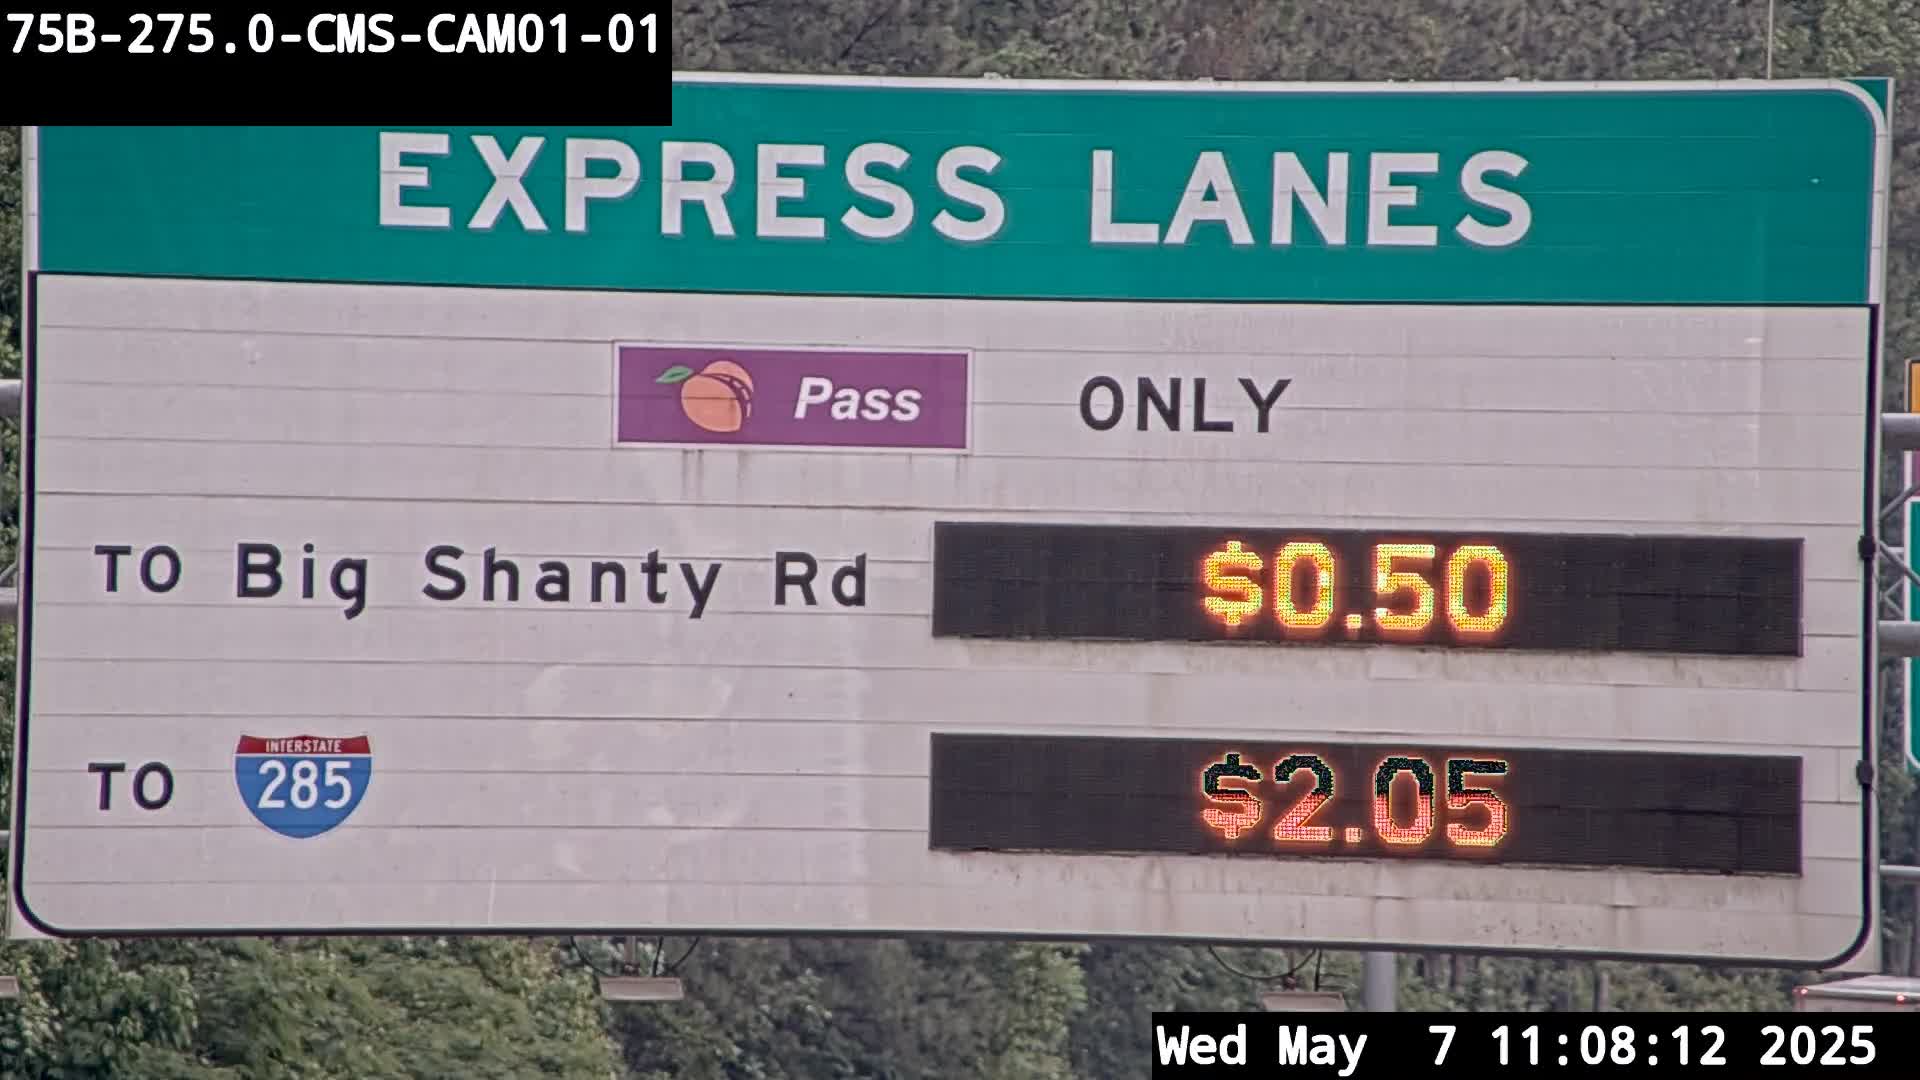 75B-275.0-CMS-CAM01-01
EXPRESS LANES
Pass ONLY
TO Big Shanty Rd $0.50
TO INTERSTATE 285 $2.05
Wed May 7 11:08:12 2025